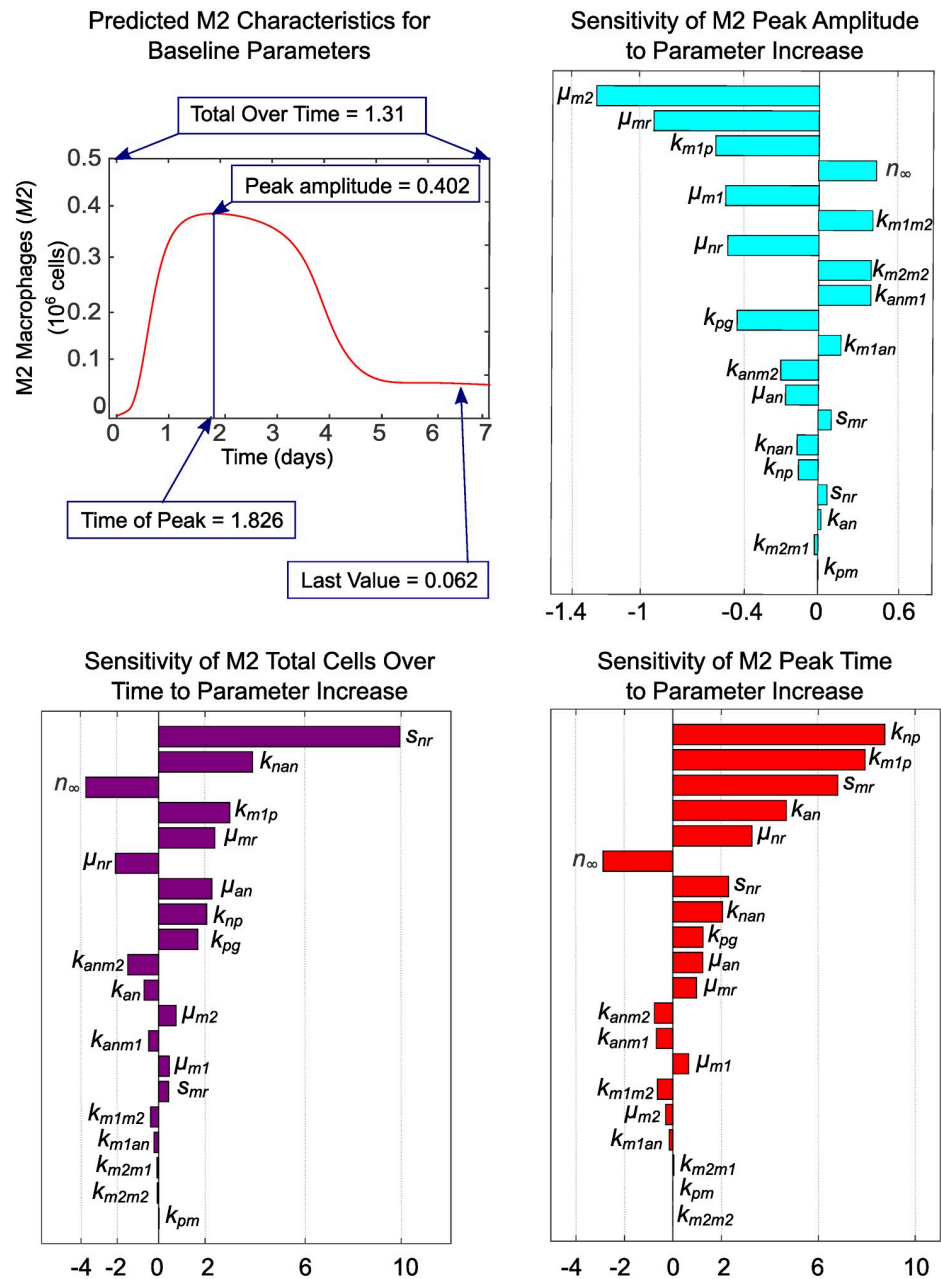 Predicted M2 Characteristics for
Baseline Parameters
Total Over Time = 1.31
Peak amplitude = 0.402
0.5
0.4
0.3
0.2
0.1
0
M2 Macrophages (M2)
(10⁶ cells)
0 1 2 3 4 5 6 7
Time (days)
Time of Peak = 1.826
Last Value = 0.062
Sensitivity of M2 Peak Amplitude
to Parameter Increase
μm2
μmr
km1p
n∞
μm1
km1m2
μnr
km2m2
kanm1
kpg
km1an
kanm2
μan
smr
knan
knp
snr
kan
km2m1
kpm
-1.4 -1 -0.4 0 0.6
Sensitivity of M2 Total Cells Over
Time to Parameter Increase
snr
knan
n∞
km1p
μmr
μnr
μan
knp
kpg
kanm2
kan
μm2
kanm1
μm1
smr
km1m2
km1an
km2m1
km2m2
kpm
-4 -2 0 2 6 10
Sensitivity of M2 Peak Time
to Parameter Increase
knp
km1p
smr
kan
μnr
n∞
snr
knan
kpg
μan
μmr
kanm2
kanm1
μm1
km1m2
μm2
km1an
km2m1
kpm
km2m2
-4 -2 0 2 6 10